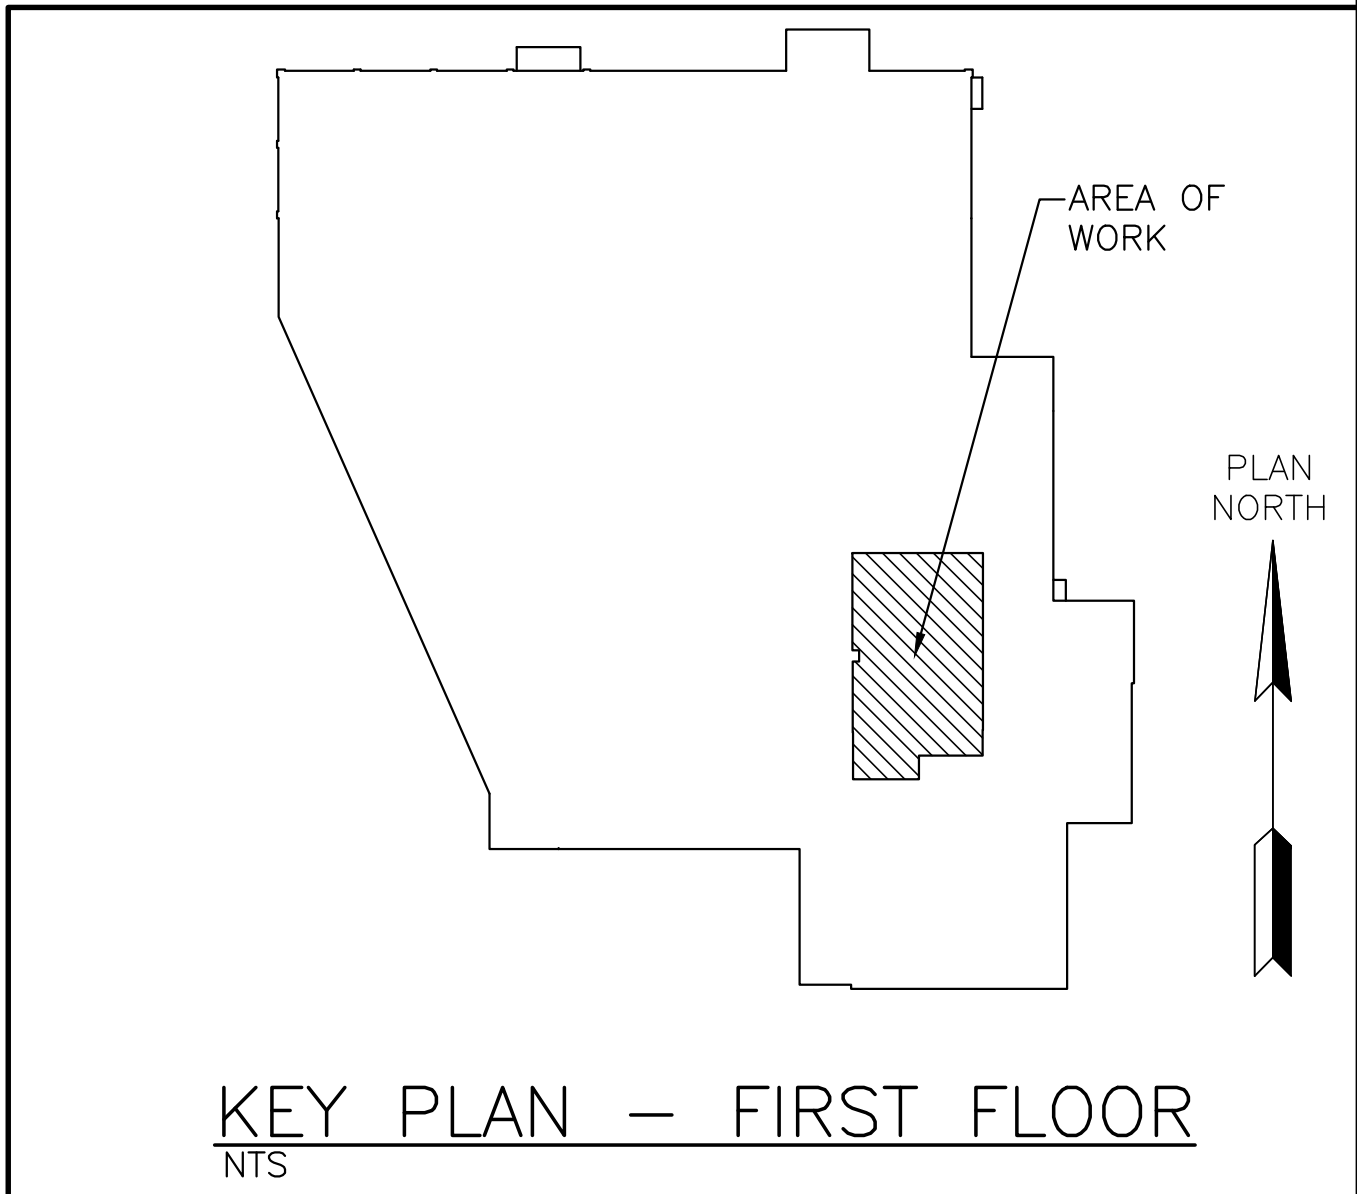 AREA OF
WORK
PLAN
NORTH
KEY PLAN – FIRST FLOOR
NTS